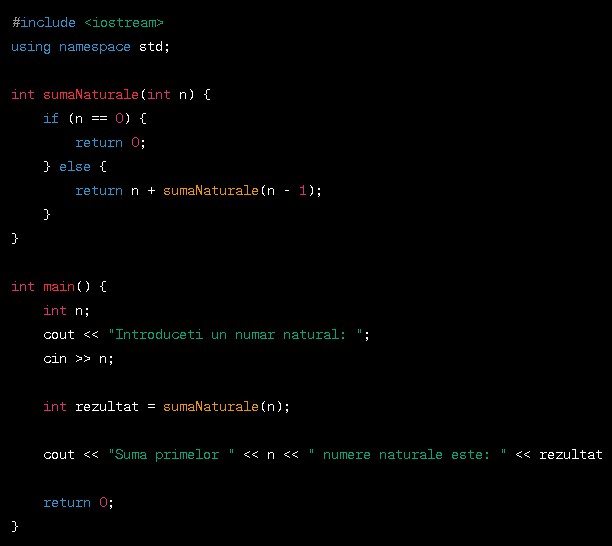 #include <iostream>
using namespace std;
int sumaNaturale(int n) {
if (n == 0) {
return 0;
} else {
return n + sumaNaturale(n - 1);
}
}
int main() {
int n;
cout << "Introduceti un numar natural: ";
cin >> n;
int rezultat = sumaNaturale(n);
cout << "Suma primelor " << n << " numere naturale este: " << rezultat
return 0;
}